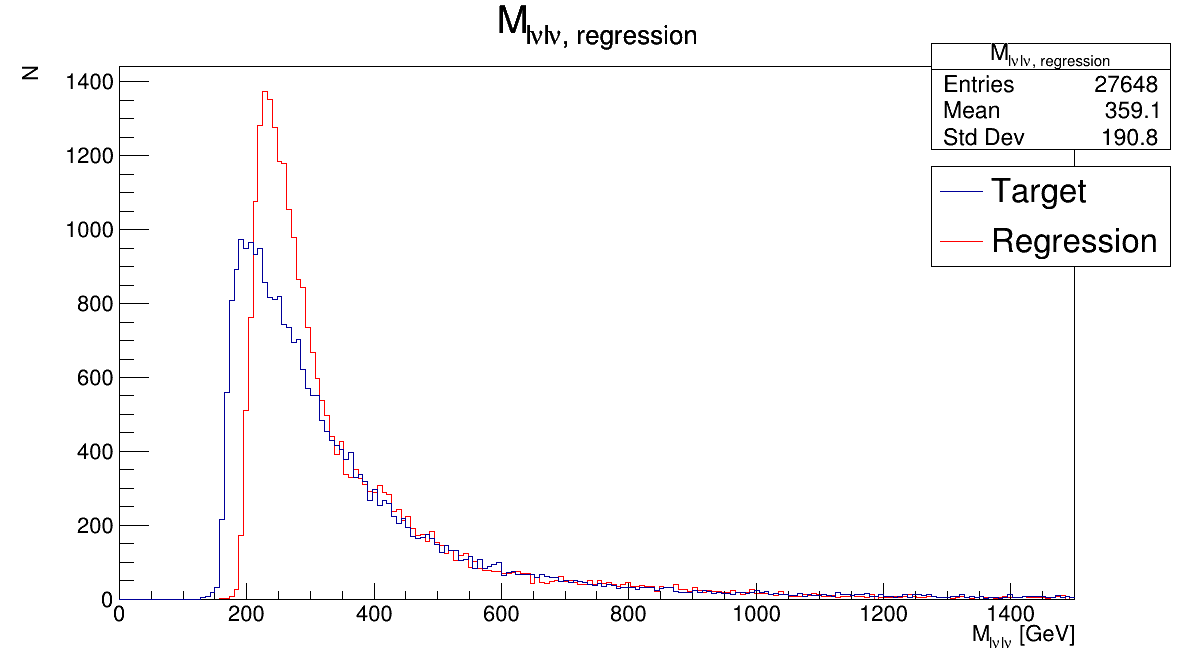 M_lνlν, regression
M_lνlν, regression
Entries 27648
Mean 359.1
Std Dev 190.8
Target
Regression
N
1400
1200
1000
800
600
400
200
0
0 200 400 600 800 1000 1200 1400
M_lνlν [GeV]